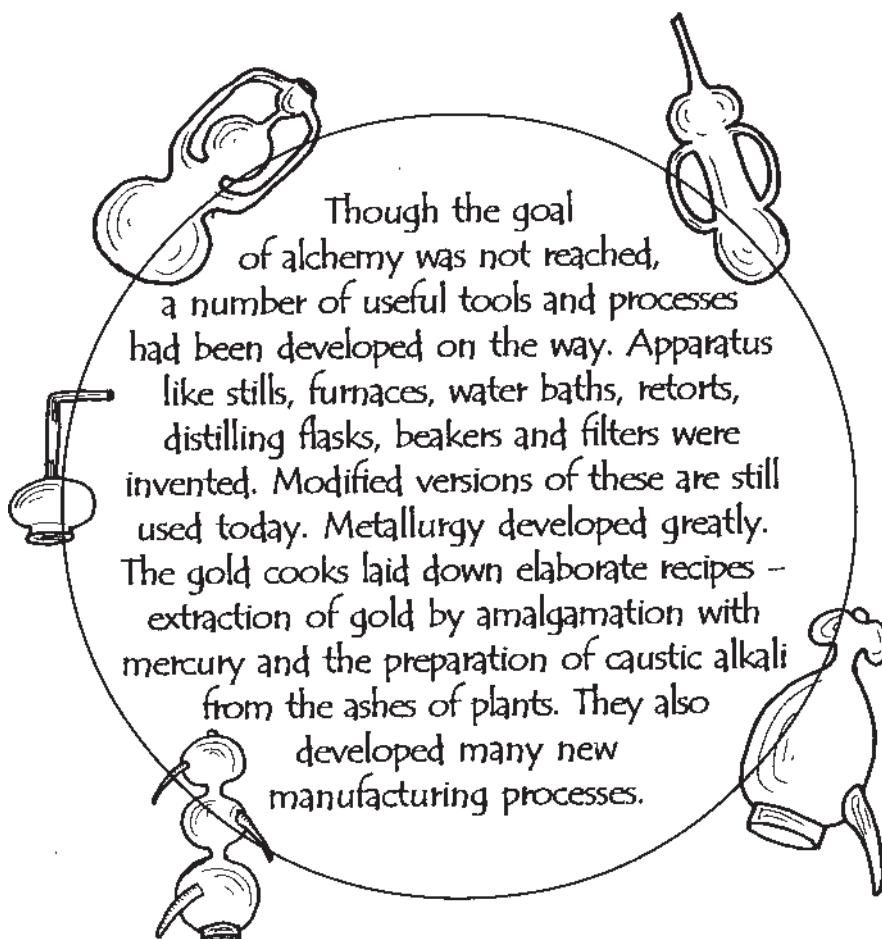 Though the goal
of alchemy was not reached,
a number of useful tools and processes
had been developed on the way. Apparatus
like stills, furnaces, water baths, retorts,
distilling flasks, beakers and filters were
invented. Modified versions of these are still
used today. Metallurgy developed greatly.
The gold cooks laid down elaborate recipes –
extraction of gold by amalgamation with
mercury and the preparation of caustic alkali
from the ashes of plants. They also
developed many new
manufacturing processes.